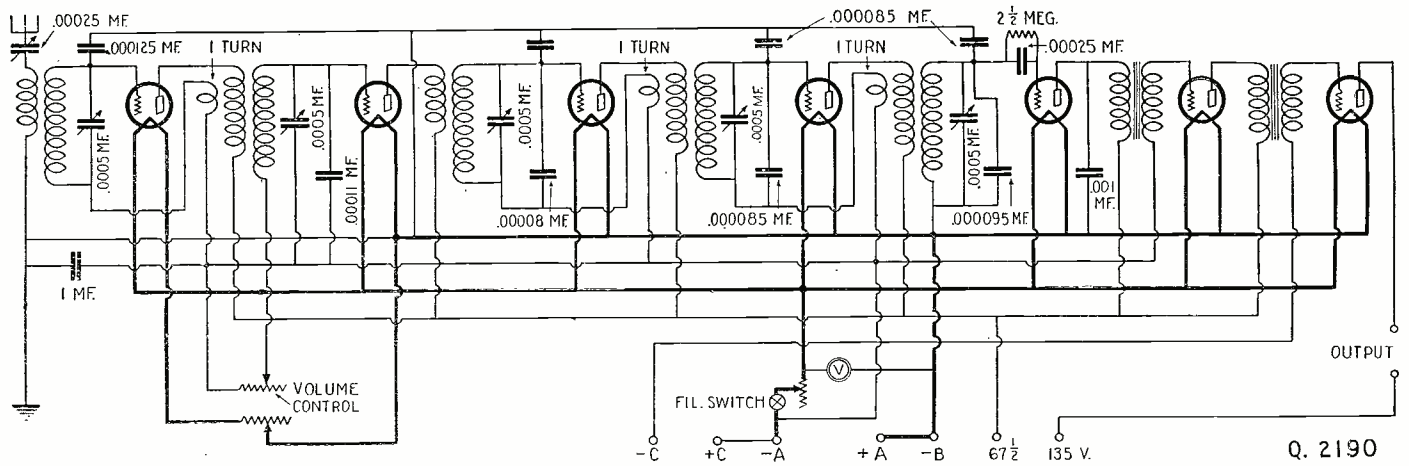 .00025 MF.
.000125 MF
1 TURN
.0005 MF.
.0005 MF.
.00011 MF.
1 TURN
.0005 MF.
.00008 MF.
.000085 MF.
1 TURN
.0005 MF.
.000085 MF.
2 1/2 MEG.
.00025 MF.
.0005 MF.
.000095 MF.
.001 MF.
1 MF.
VOLUME
CONTROL
FIL. SWITCH
V
OUTPUT
-C
+C
-A
+A
-B
67 1/2
135 V.
Q. 2190